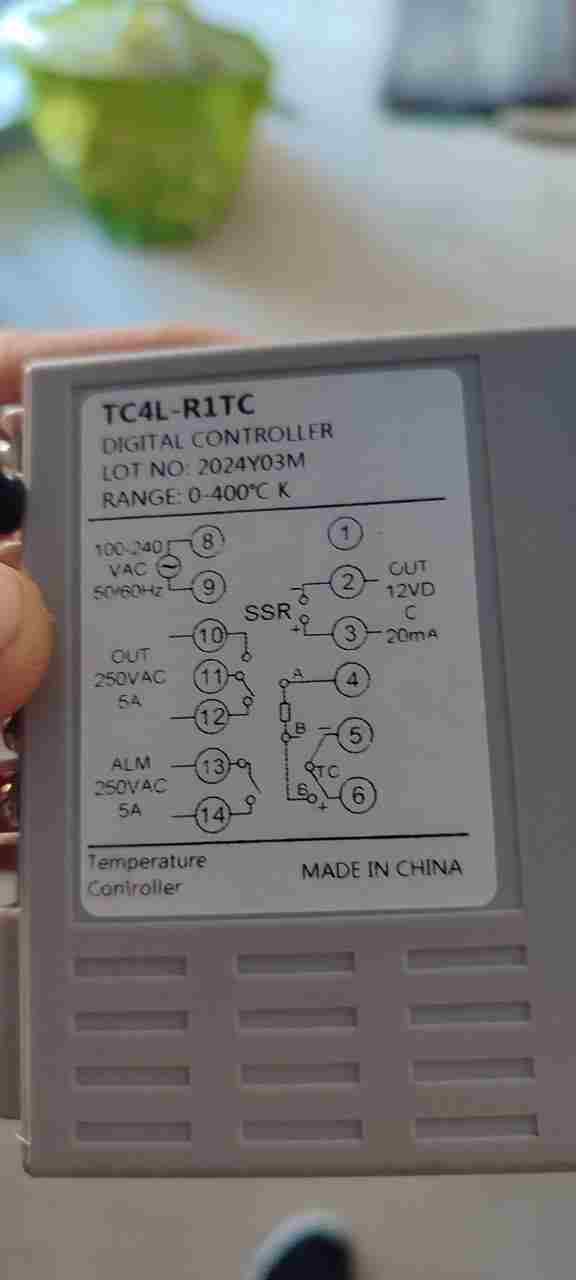 TC4L-R1TC
DIGITAL CONTROLLER
LOT NO: 2024Y03M
RANGE: 0-400℃ K
100-240
VAC
50/60Hz
8
9
1
2
3
SSR
+
OUT
12VD
C
20mA
OUT
250VAC
5A
10
11
12
A
4
B
-
5
TC
B
+
6
ALM
250VAC
5A
13
14
Temperature
Controller
MADE IN CHINA